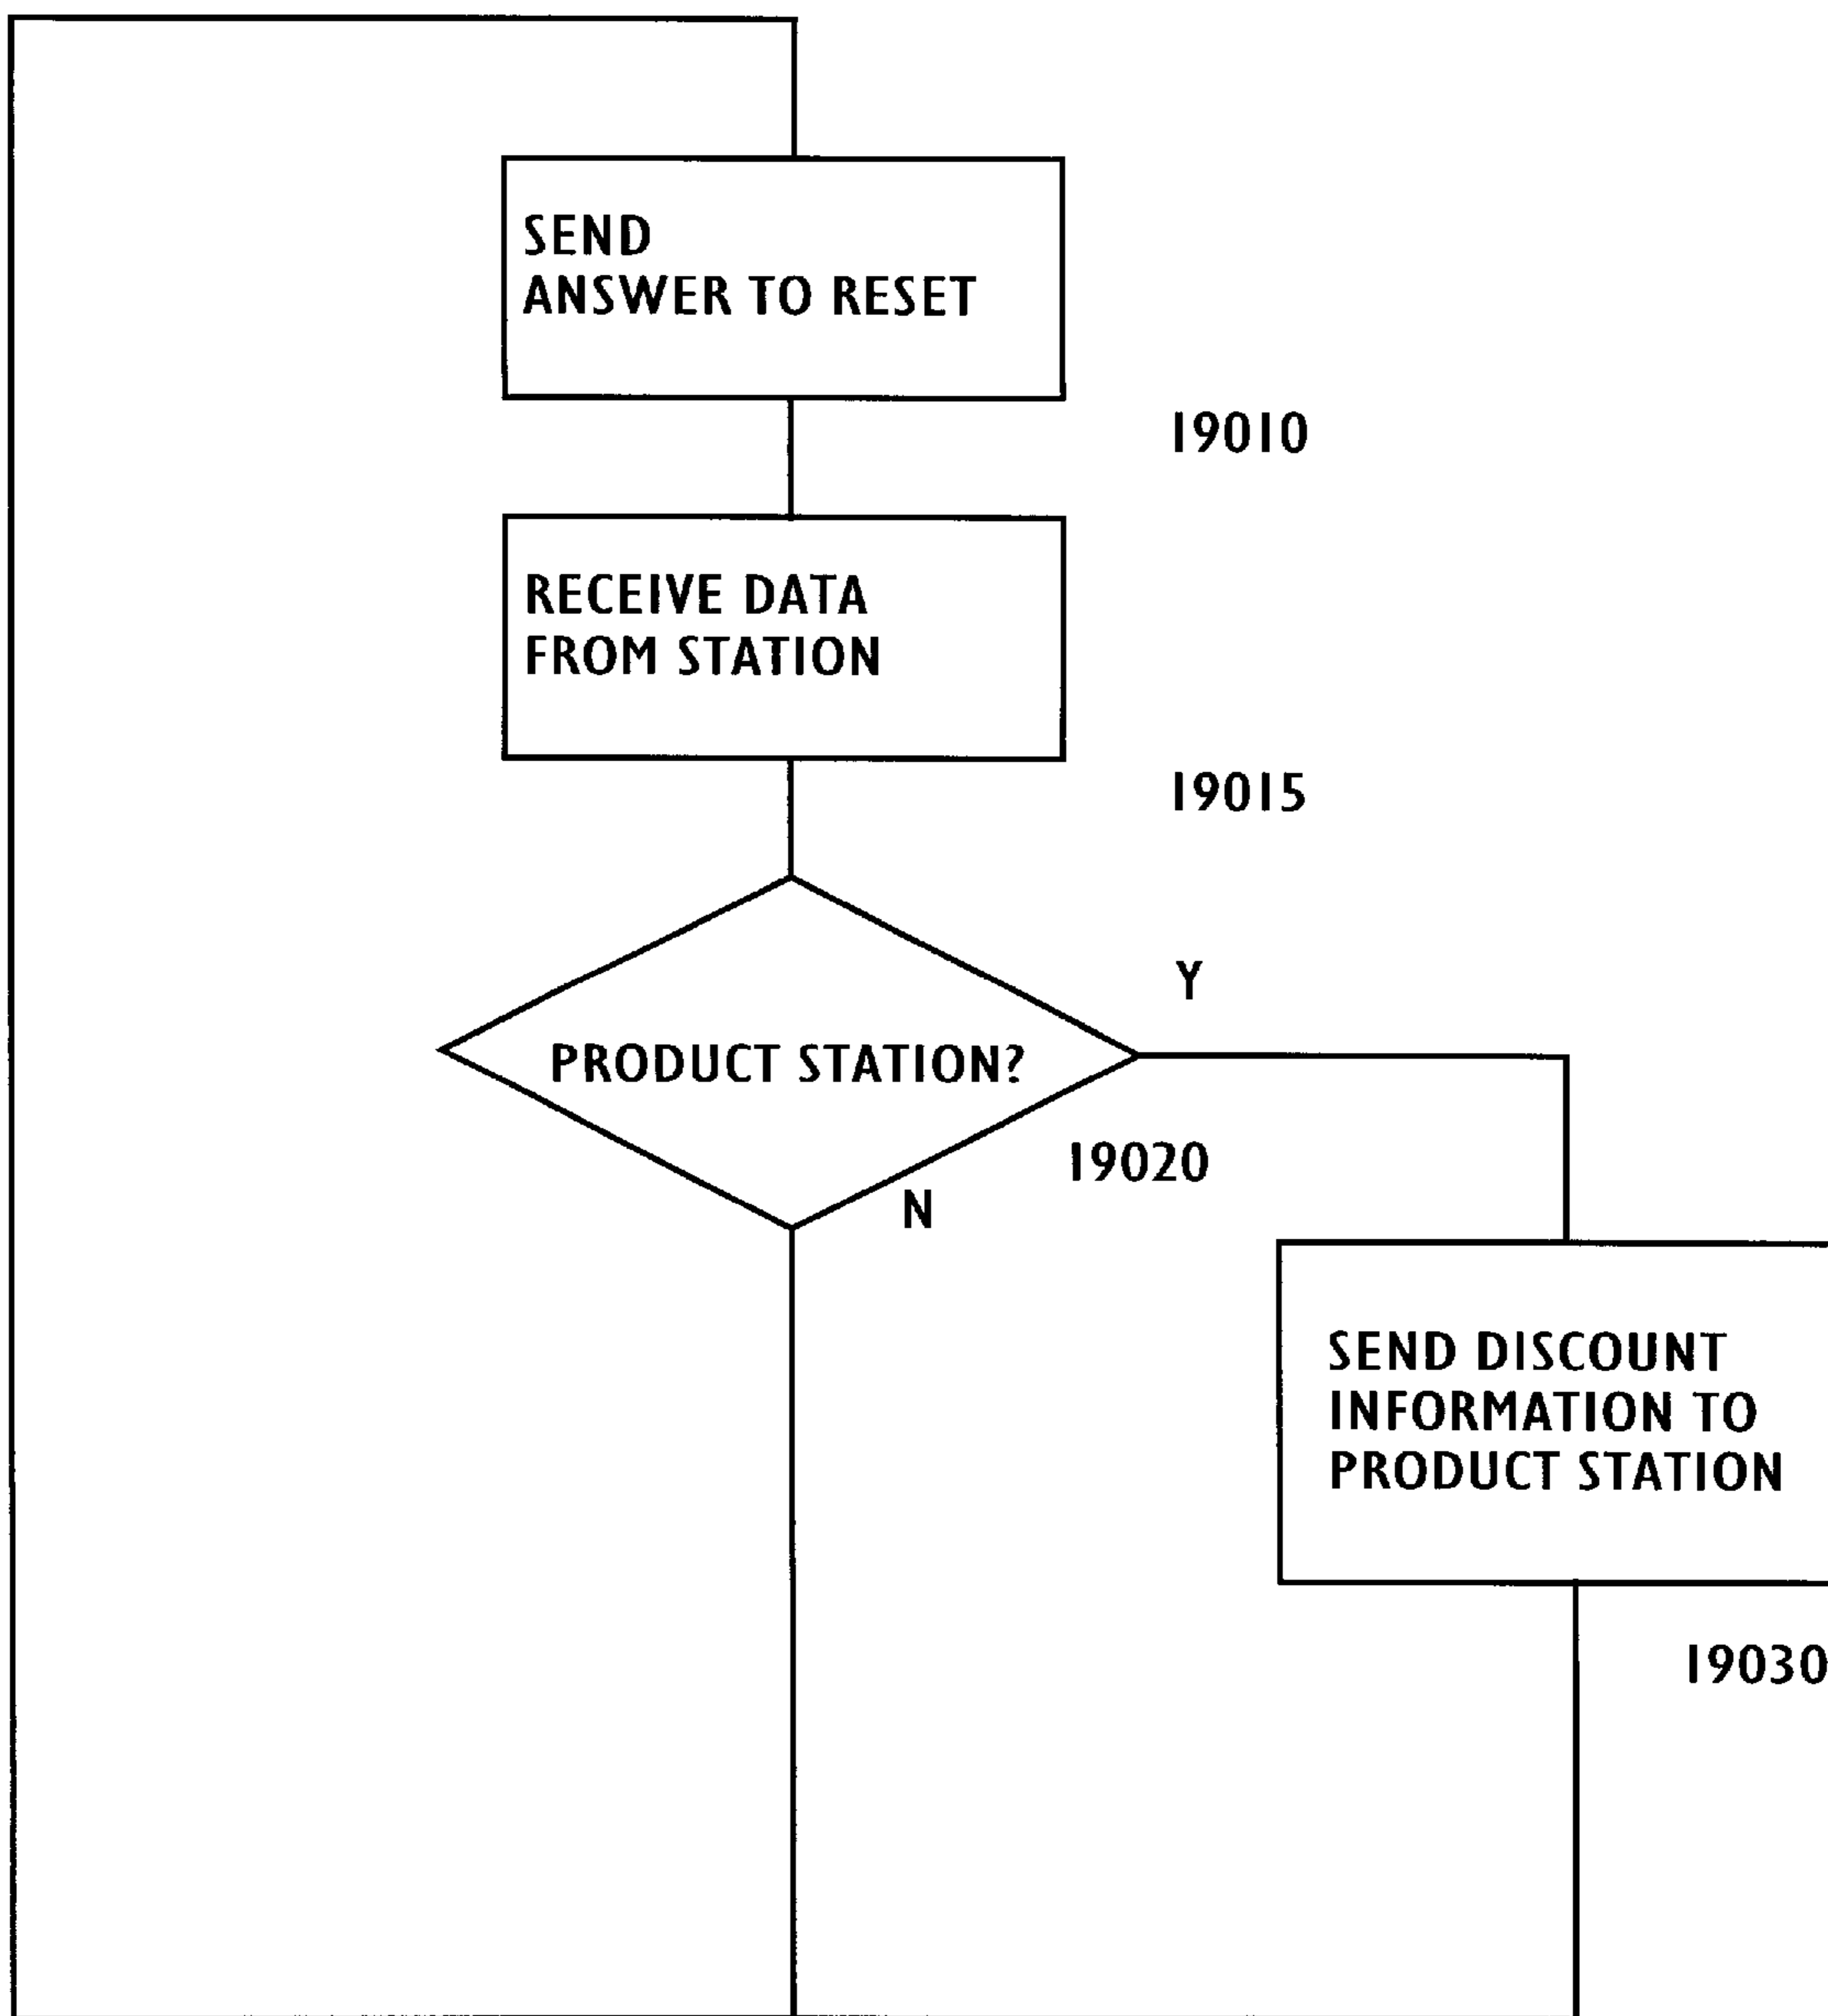 SEND
ANSWER TO RESET
19010
RECEIVE DATA
FROM STATION
19015
Y
PRODUCT STATION?
19020
N
SEND DISCOUNT
INFORMATION TO
PRODUCT STATION
19030